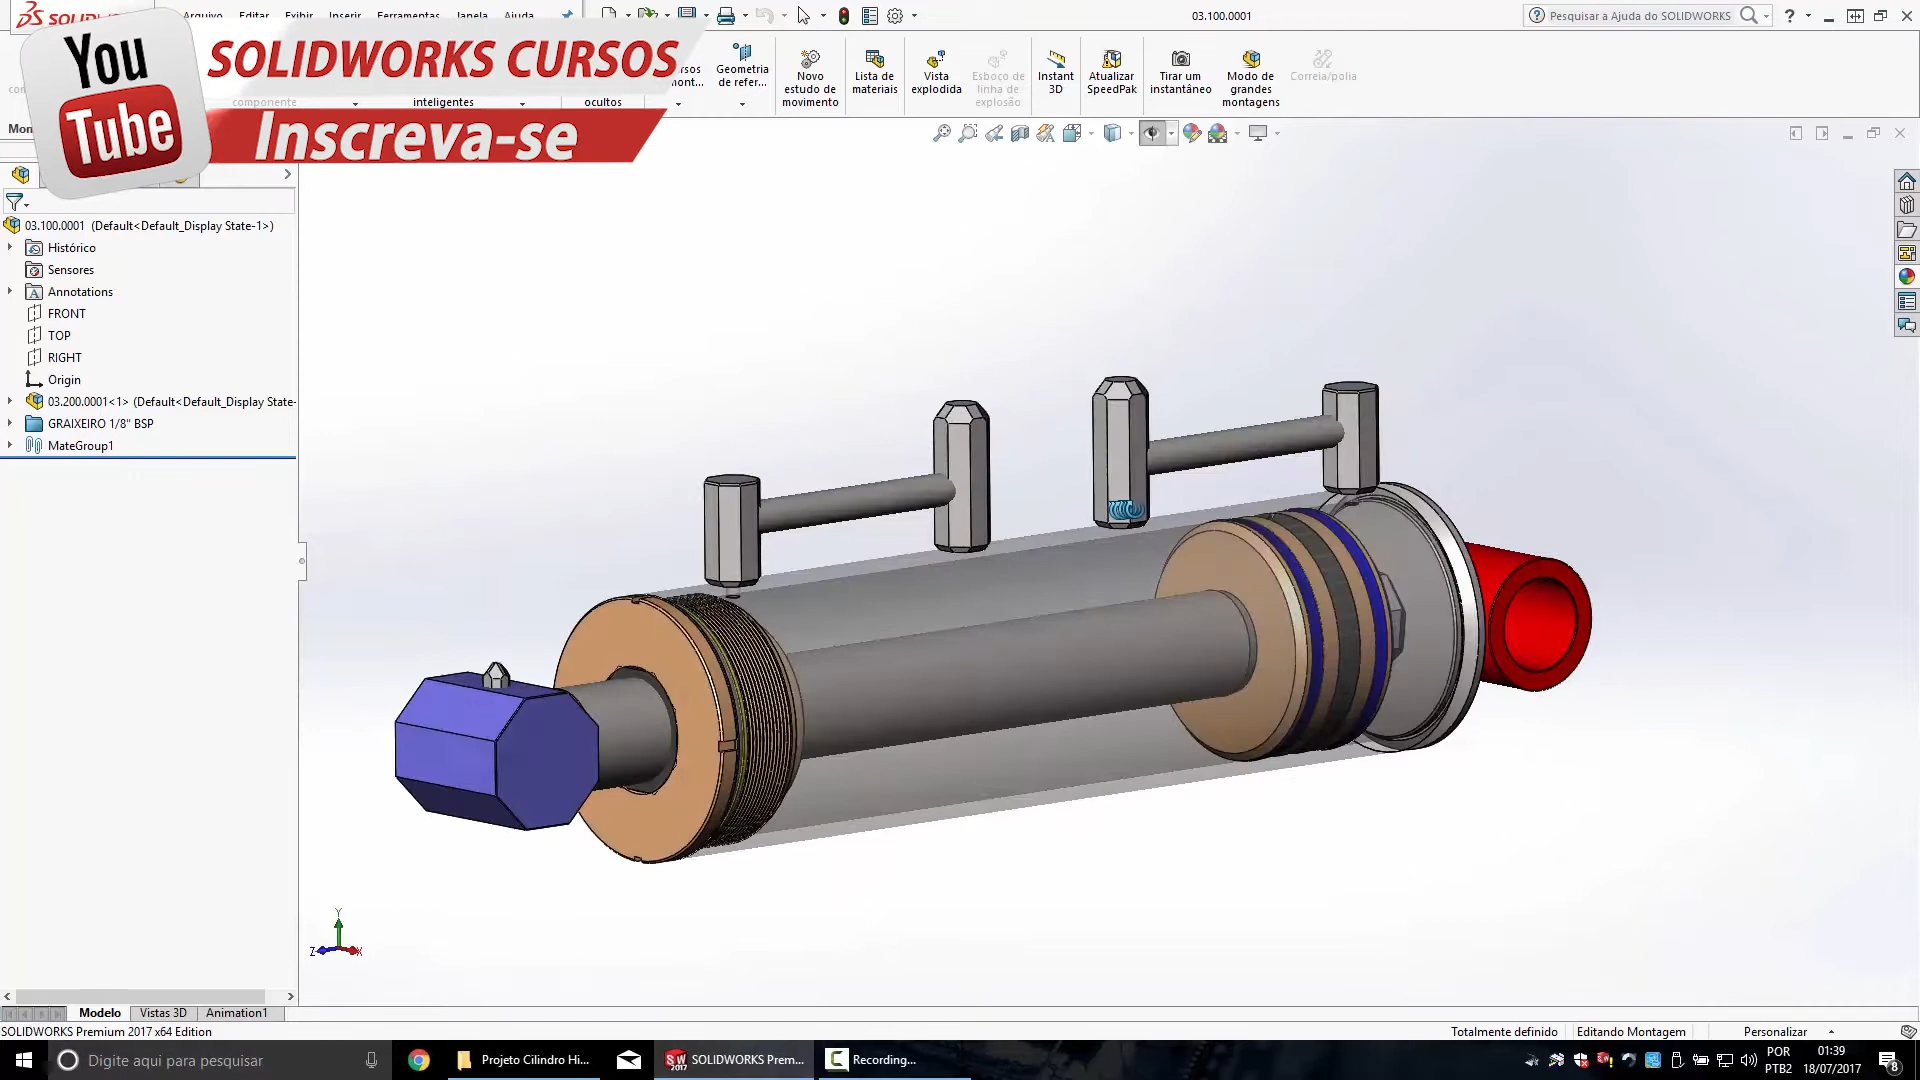 Arquivo Editar Exibir Inserir Ferramentas Janela Ajuda
03.100.0001
Pesquisar a Ajuda do SOLIDWORKS
You
Tube
SOLIDWORKS CURSOS
Inscreva-se
componente
inteligentes
ocultos
Geometria
de refer...
Novo
estudo de
movimento
Lista de
materiais
Vista
explodida
Esboço de
linha de
explosão
Instant
3D
Atualizar
SpeedPak
Tirar um
instantâneo
Modo de
grandes
montagens
Correia/polia
03.100.0001 (Default<Default_Display State-1>)
Histórico
Sensores
Annotations
FRONT
TOP
RIGHT
Origin
03.200.0001<1> (Default<Default_Display State-
GRAIXEIRO 1/8" BSP
MateGroup1
Y
Z
X
Modelo Vistas 3D Animation1
SOLIDWORKS Premium 2017 x64 Edition
Totalmente definido Editando Montagem Personalizar
Digite aqui para pesquisar
Projeto Cilindro Hi...
SOLIDWORKS Prem...
Recording...
POR
PTB2
01:39
18/07/2017
8